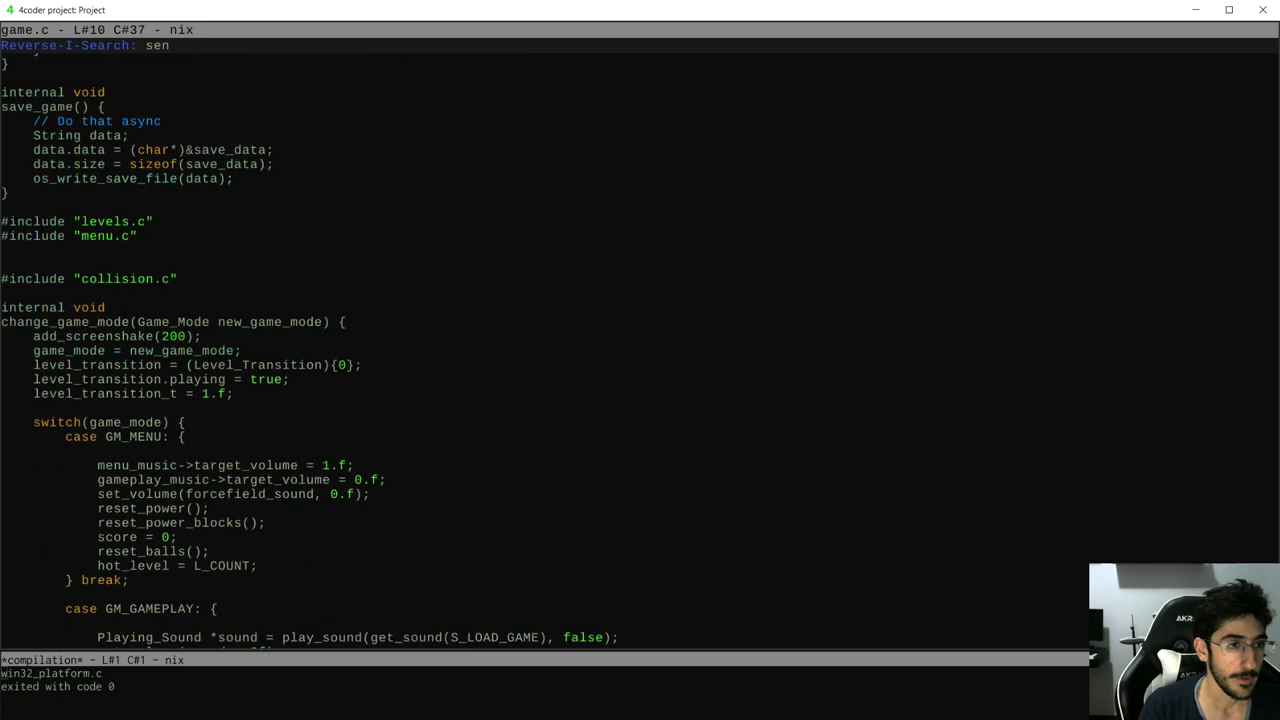 4 4coder project: Project
game.c - L#10 C#37 - nix
Reverse-I-Search: sen
}
internal void
save_game() {
// Do that async
String data;
data.data = (char*)&save_data;
data.size = sizeof(save_data);
os_write_save_file(data);
}
#include "levels.c"
#include "menu.c"
#include "collision.c"
internal void
change_game_mode(Game_Mode new_game_mode) {
add_screenshake(200);
game_mode = new_game_mode;
level_transition = (Level_Transition){0};
level_transition.playing = true;
level_transition_t = 1.f;
switch(game_mode) {
case GM_MENU: {
menu_music->target_volume = 1.f;
gameplay_music->target_volume = 0.f;
set_volume(forcefield_sound, 0.f);
reset_power();
reset_power_blocks();
score = 0;
reset_balls();
hot_level = L_COUNT;
} break;
case GM_GAMEPLAY: {
Playing_Sound *sound = play_sound(get_sound(S_LOAD_GAME), false);
*compilation* - L#1 C#1 - nix
win32_platform.c
exited with code 0